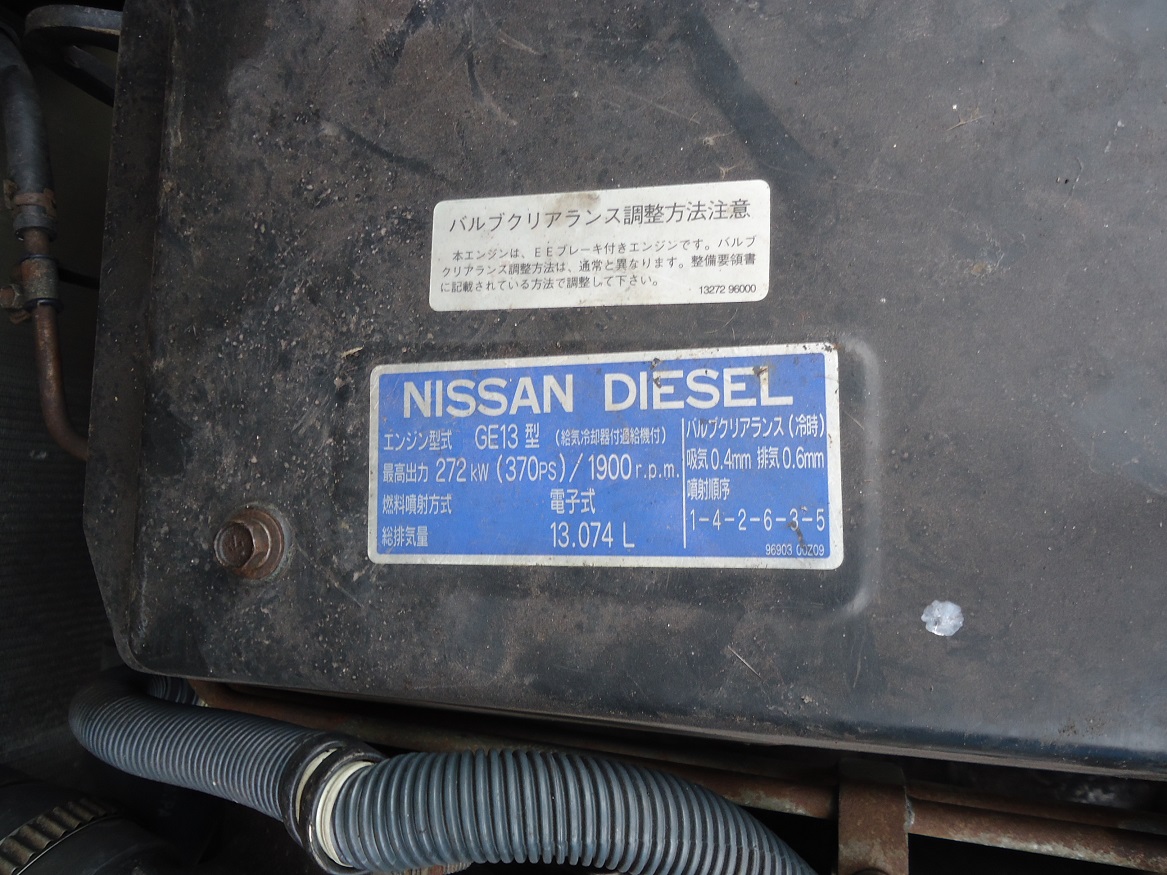 バルブクリアランス調整方法注意
本エンジンは、EEブレーキ付きエンジンです。バルブ
クリアランス調整方法は、通常と異なります。整備要領書
に記載されている方法で調整して下さい。
13272 96000
NISSAN DIESEL
エンジン型式 GE13 型 (給気冷却器付過給機付)
最高出力 272 kW (370PS) / 1900 r.p.m.
燃料噴射方式 電子式
総排気量 13.074 L
バルブクリアランス (冷時)
吸気 0.4mm 排気 0.6mm
噴射順序
1-4-2-6-3-5
96903 00Z09